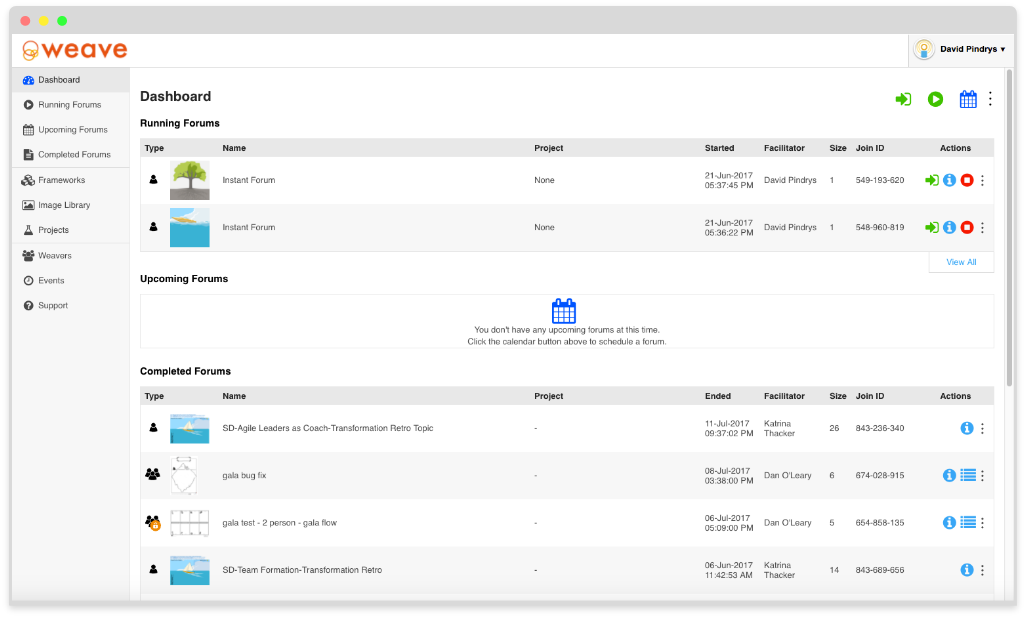 weave
David Pindrys ▾
Dashboard
Running Forums
Upcoming Forums
Completed Forums
Frameworks
Image Library
Projects
Weavers
Events
Support
Dashboard
Running Forums
Type Name Project Started Facilitator Size Join ID Actions
Instant Forum None 21-Jun-2017 05:37:45 PM David Pindrys 1 549-193-620
Instant Forum None 21-Jun-2017 05:36:22 PM David Pindrys 1 548-960-819
View All
Upcoming Forums
You don't have any upcoming forums at this time.
Click the calendar button above to schedule a forum.
Completed Forums
Type Name Project Ended Facilitator Size Join ID Actions
SD-Agile Leaders as Coach-Transformation Retro Topic - 11-Jul-2017 09:37:02 PM Katrina Thacker 26 843-236-340
gala bug fix - 08-Jul-2017 03:38:00 PM Dan O'Leary 6 674-028-915
gala test - 2 person - gala flow - 06-Jul-2017 05:09:00 PM Dan O'Leary 5 654-858-135
SD-Team Formation-Transformation Retro - 06-Jun-2017 11:42:53 AM Katrina Thacker 14 843-689-656